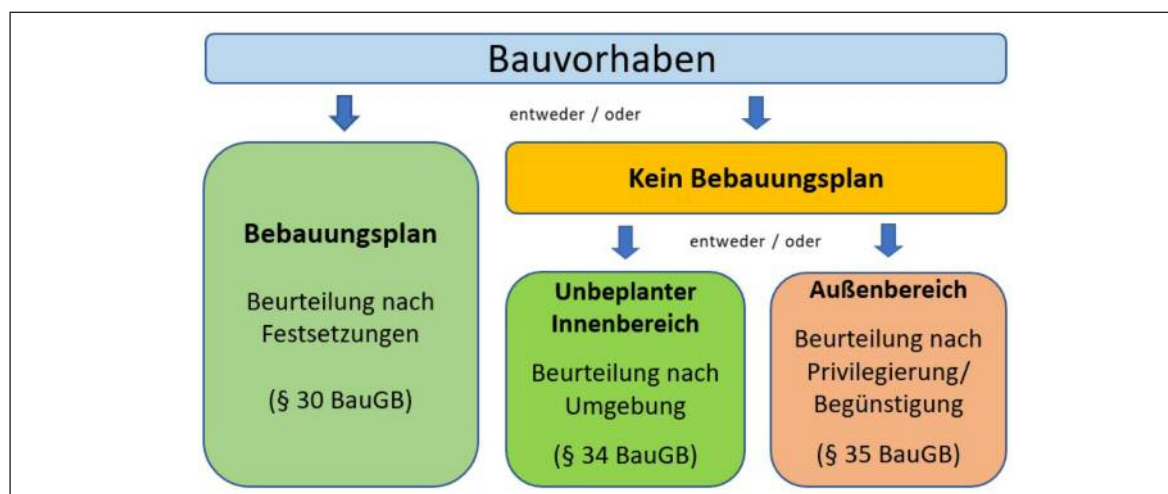 Bauvorhaben
entweder / oder
Bebauungsplan
Beurteilung nach
Festsetzungen
(§ 30 BauGB)
Kein Bebauungsplan
entweder / oder
Unbeplanter
Innenbereich
Beurteilung nach
Umgebung
(§ 34 BauGB)
Außenbereich
Beurteilung nach
Privilegierung/
Begünstigung
(§ 35 BauGB)